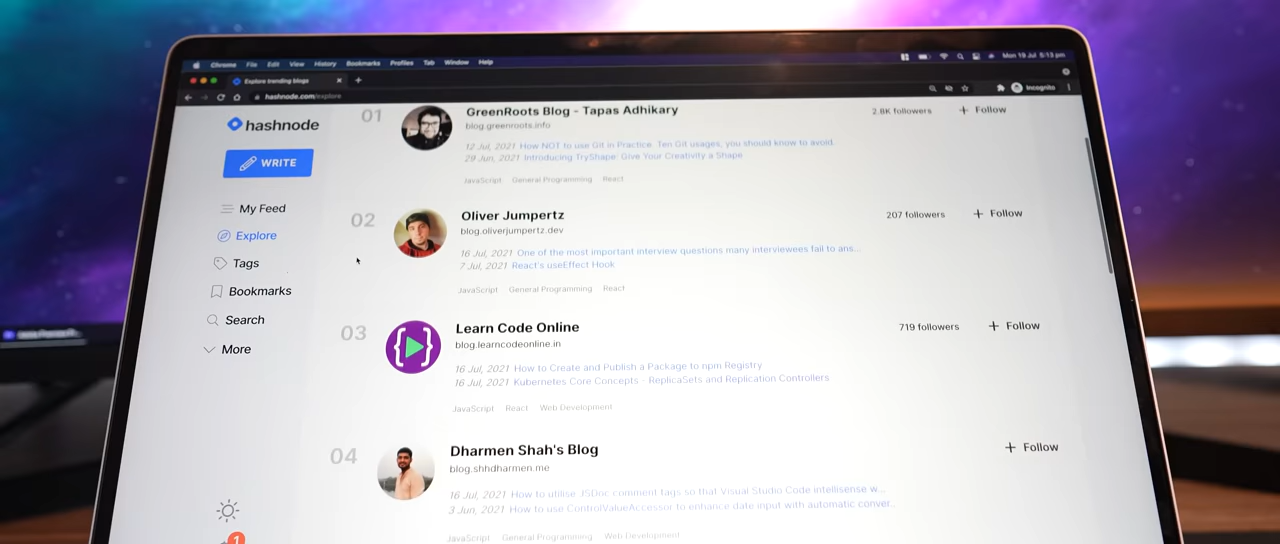 Chrome File Edit View History Bookmarks Profiles Tab Window Help
Mon 19 Jul 5:13 pm
Explore trending blogs
hashnode.com/explore
Incognito
hashnode
WRITE
My Feed
Explore
Tags
Bookmarks
Search
More
1
01
GreenRoots Blog - Tapas Adhikary
2.8K followers
+ Follow
blog.greenroots.info
12 Jul, 2021 How NOT to use Git in Practice. Ten Git usages, you should know to avoid.
29 Jun, 2021 Introducing TryShape: Give Your Creativity a Shape
JavaScript General Programming React
02
Oliver Jumpertz
207 followers
+ Follow
blog.oliverjumpertz.dev
16 Jul, 2021 One of the most important interview questions many interviewees fail to ans...
7 Jul, 2021 React's useEffect Hook
JavaScript General Programming React
03
Learn Code Online
719 followers
+ Follow
blog.learncodeonline.in
16 Jul, 2021 How to Create and Publish a Package to npm Registry
16 Jul, 2021 Kubernetes Core Concepts - ReplicaSets and Replication Controllers
JavaScript React Web Development
04
Dharmen Shah's Blog
+ Follow
blog.shhdharmen.me
16 Jul, 2021 How to utilise JSDoc comment tags so that Visual Studio Code intellisense w...
3 Jun, 2021 How to use ControlValueAccessor to enhance date input with automatic conver...
JavaScript General Programming Web Development